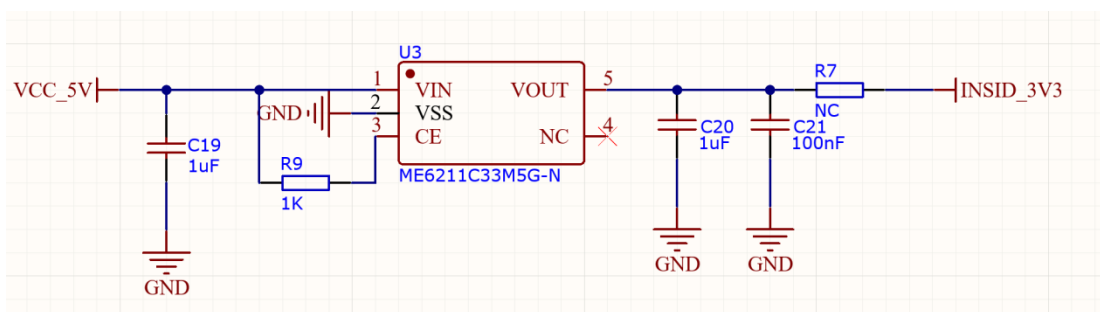 U3
VCC_5V
1
VIN
VOUT
5
R7
INSID_3V3
GND
2
VSS
NC
3
CE
NC
4
C19
1uF
C20
1uF
C21
100nF
R9
ME6211C33M5G-N
1K
GND
GND
GND